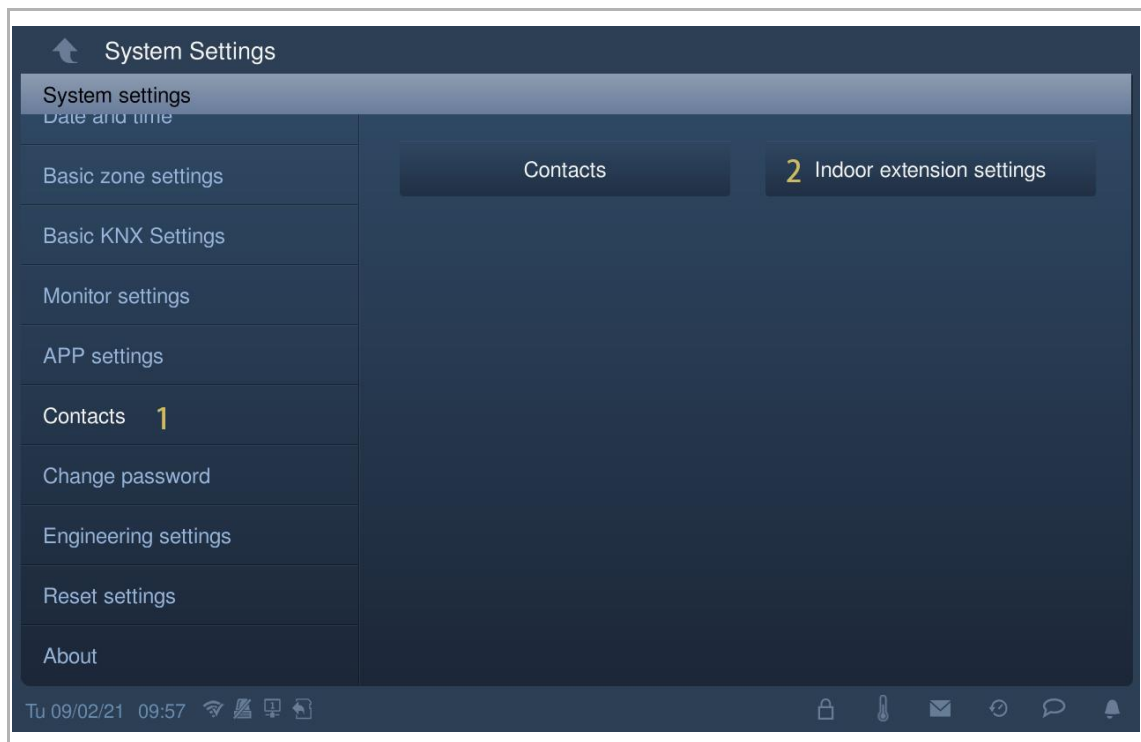 System Settings
System settings
Date and time
Basic zone settings
Contacts
2 Indoor extension settings
Basic KNX Settings
Monitor settings
APP settings
Contacts 1
Change password
Engineering settings
Reset settings
About
Tu 09/02/21 09:57 1